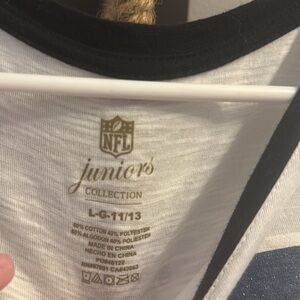 NFL
juniors
COLLECTION
L-G-11/13
60% COTTON 40% POLYESTER
60% ALGODON 40% POLIESTER
MADE IN CHINA
HECHO EN CHINA